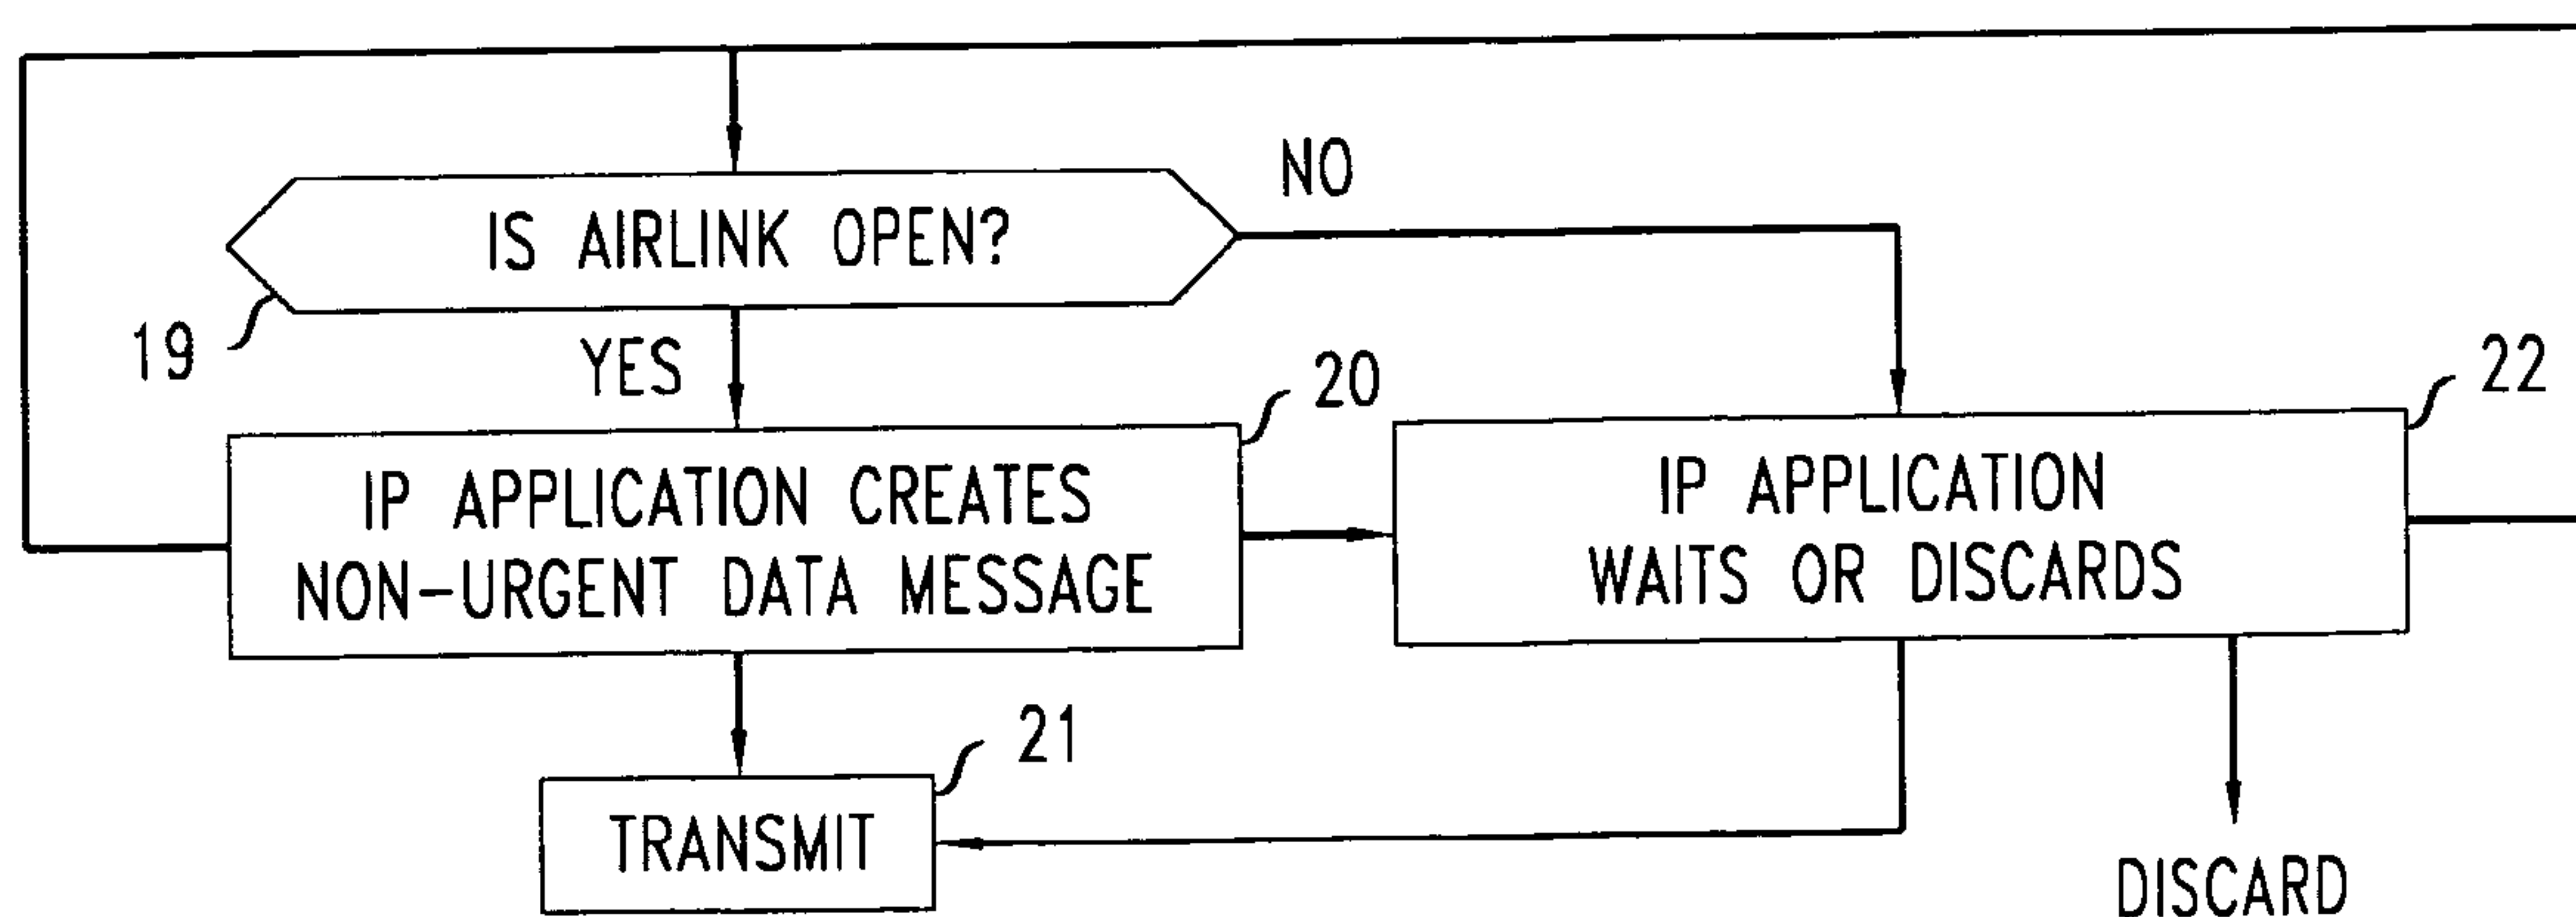 NO
IS AIRLINK OPEN?
19
YES
20
22
IP APPLICATION CREATES
NON-URGENT DATA MESSAGE
IP APPLICATION
WAITS OR DISCARDS
21
TRANSMIT
DISCARD